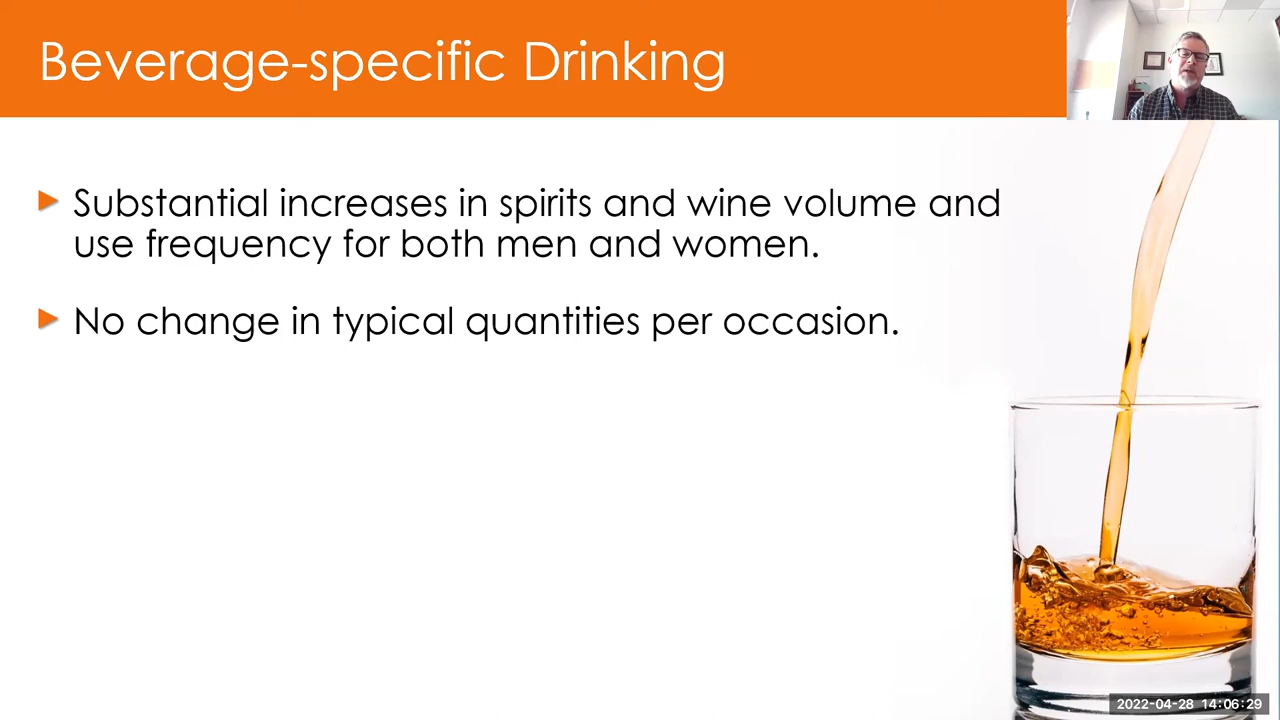 Beverage-specific Drinking
Substantial increases in spirits and wine volume and
use frequency for both men and women.
No change in typical quantities per occasion.
2022-04-28 14:06:29